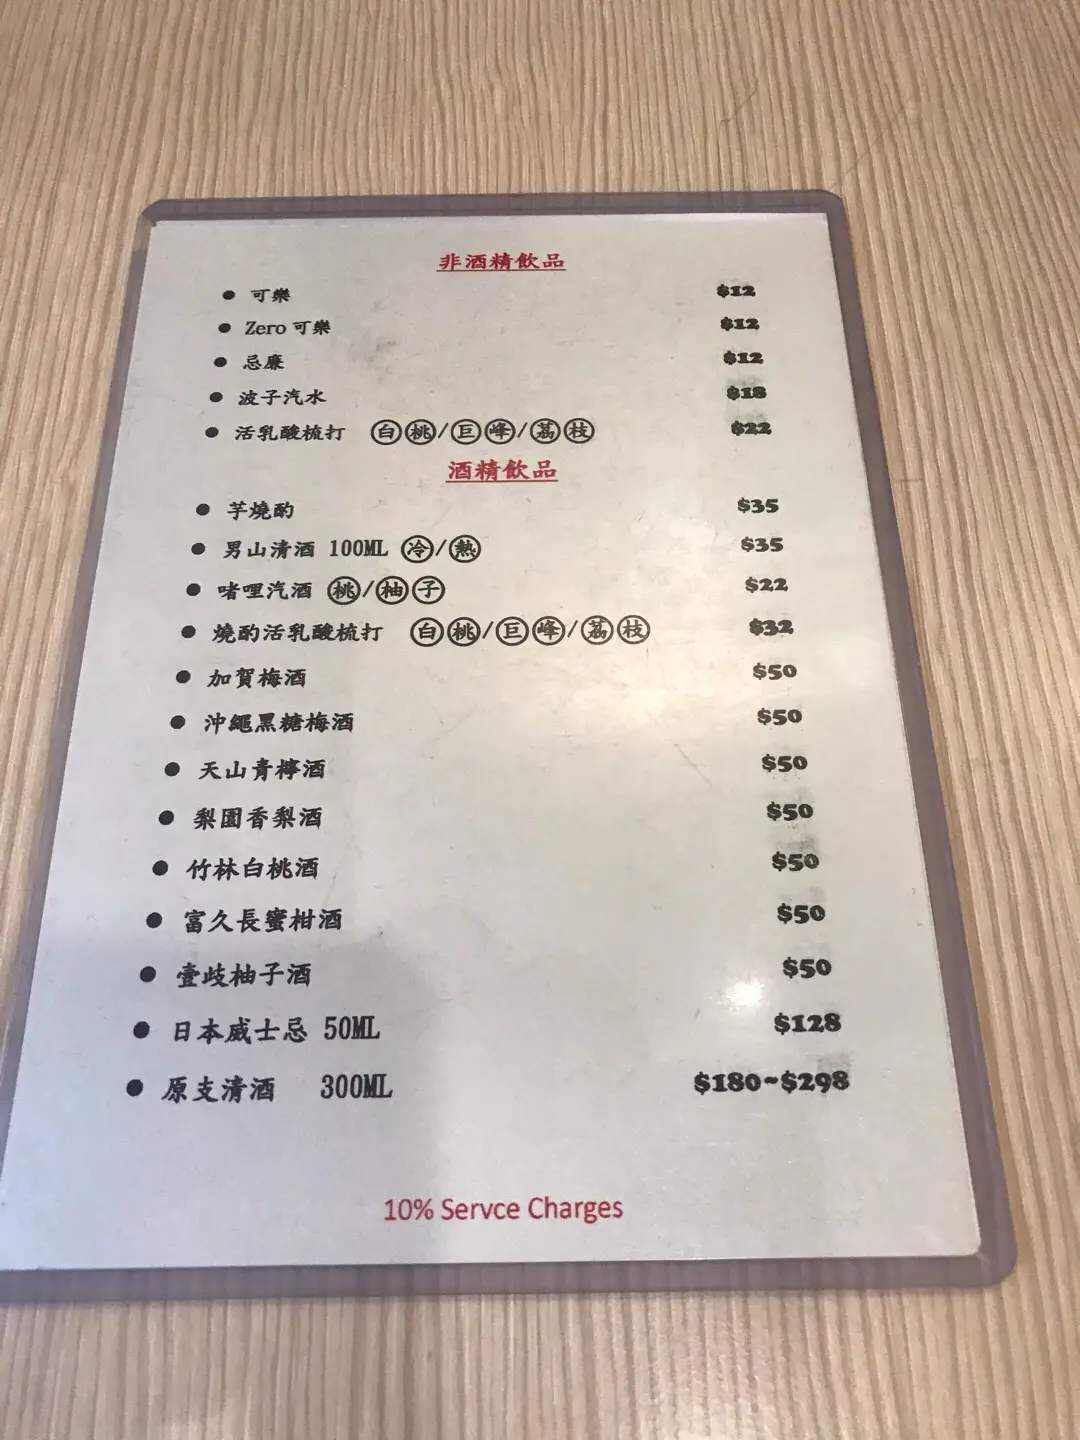 非酒精飲品
● 可樂 $12
● Zero 可樂 $12
● 忌廉 $12
● 波子汽水 $18
● 活乳酸梳打 白桃/巨峰/荔枝 $22
酒精飲品
● 芋燒酌 $35
● 男山清酒 100ML 冷/熱 $35
● 啫哩汽酒 桃/柚子 $22
● 燒酌活乳酸梳打 白桃/巨峰/荔枝 $32
● 加賀梅酒 $50
● 沖繩黑糖梅酒 $50
● 天山青檸酒 $50
● 梨園香梨酒 $50
● 竹林白桃酒 $50
● 富久長蜜柑酒 $50
● 壹歧柚子酒 $50
● 日本威士忌 50ML $128
● 原支清酒 300ML $180~$298
10% Servce Charges